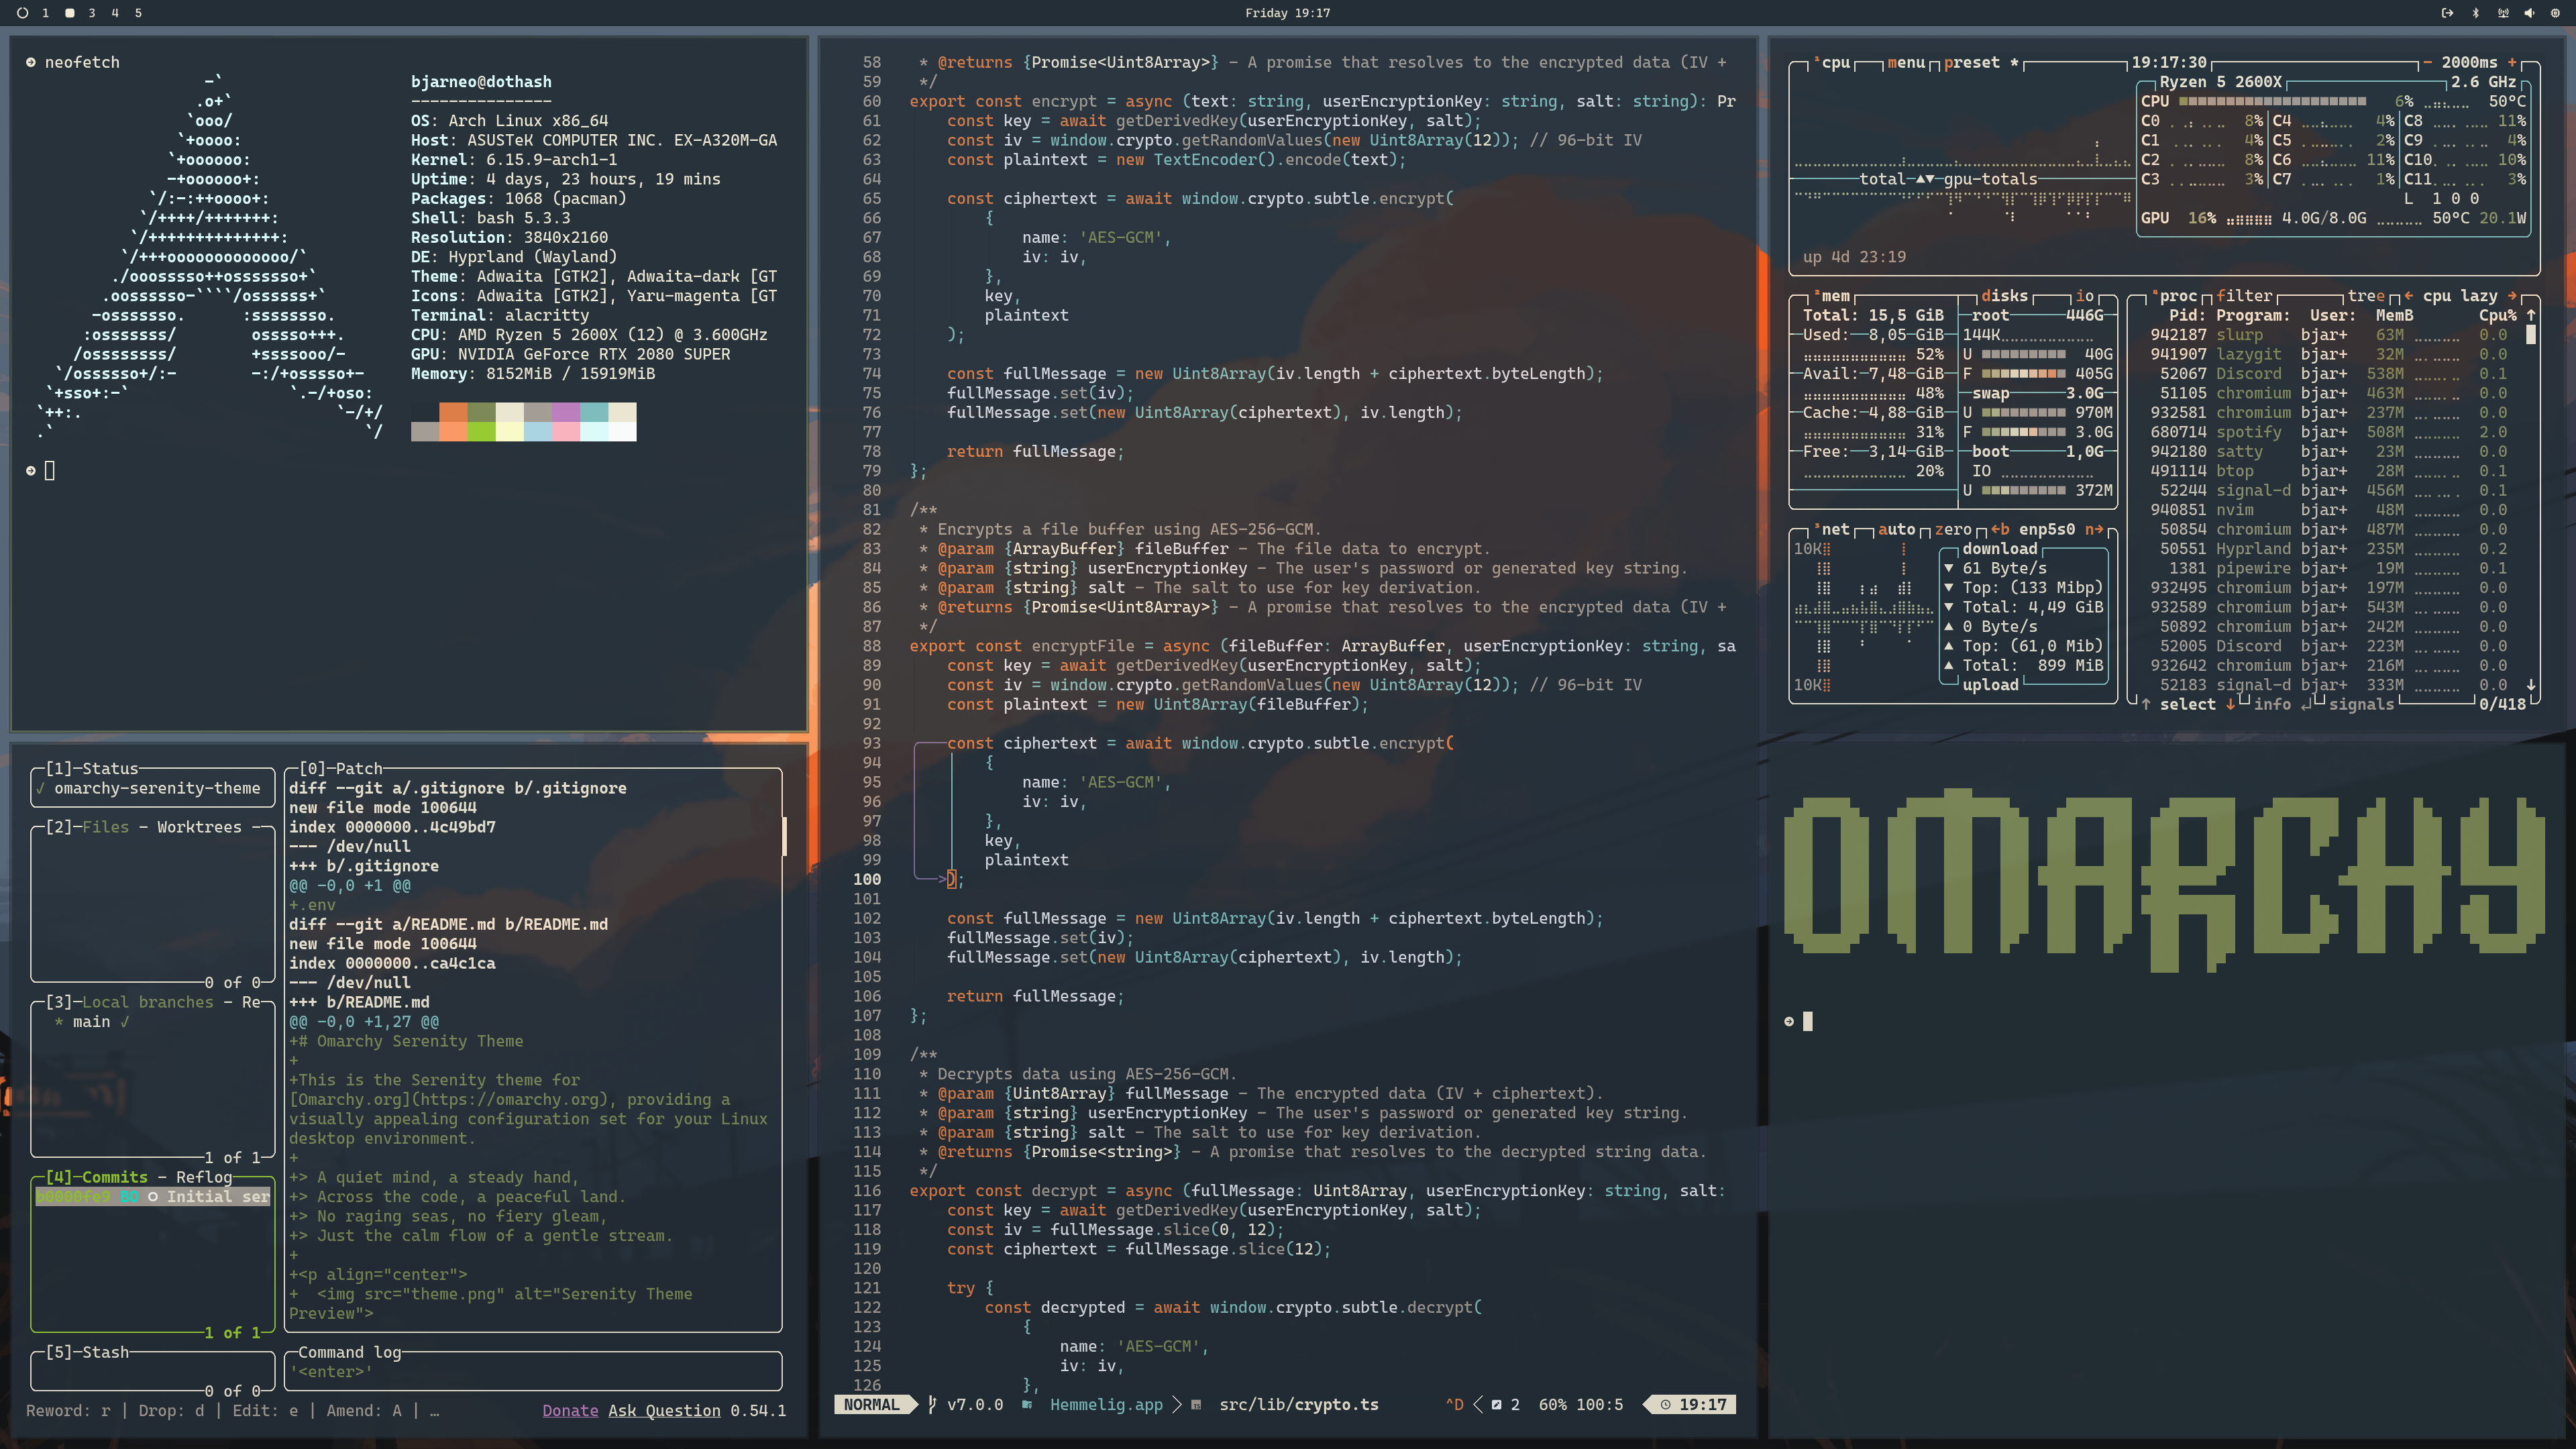 1 3 4 5
Friday 19:17
neofetch
bjarneo@dothash
---------------
OS: Arch Linux x86_64
Host: ASUSTeK COMPUTER INC. EX-A320M-GA
Kernel: 6.15.9-arch1-1
Uptime: 4 days, 23 hours, 19 mins
Packages: 1068 (pacman)
Shell: bash 5.3.3
Resolution: 3840x2160
DE: Hyprland (Wayland)
Theme: Adwaita [GTK2], Adwaita-dark [GT
Icons: Adwaita [GTK2], Yaru-magenta [GT
Terminal: alacritty
CPU: AMD Ryzen 5 2600X (12) @ 3.600GHz
GPU: NVIDIA GeForce RTX 2080 SUPER
Memory: 8152MiB / 15919MiB
[1]-Status
✓ omarchy-serenity-theme
[2]-Files - Worktrees -
0 of 0
[3]-Local branches - Re
* main ✓
1 of 1
[4]-Commits - Reflog
b0000fe9 BO Initial ser
1 of 1
[5]-Stash
0 of 0
[0]-Patch
diff --git a/.gitignore b/.gitignore
new file mode 100644
index 0000000..4c49bd7
--- /dev/null
+++ b/.gitignore
@@ -0,0 +1 @@
+.env
diff --git a/README.md b/README.md
new file mode 100644
index 0000000..ca4c1ca
--- /dev/null
+++ b/README.md
@@ -0,0 +1,27 @@
+# Omarchy Serenity Theme
+
+This is the Serenity theme for
[Omarchy.org](https://omarchy.org), providing a
visually appealing configuration set for your Linux
desktop environment.
+
+> A quiet mind, a steady hand,
+> Across the code, a peaceful land.
+> No raging seas, no fiery gleam,
+> Just the calm flow of a gentle stream.
+
+<p align="center">
+  <img src="theme.png" alt="Serenity Theme
Preview">
Command log
'<enter>'
Reword: r | Drop: d | Edit: e | Amend: A | …
Donate Ask Question 0.54.1
58 * @returns {Promise<Uint8Array>} - A promise that resolves to the encrypted data (IV +
59 */
60 export const encrypt = async (text: string, userEncryptionKey: string, salt: string): Pr
61 const key = await getDerivedKey(userEncryptionKey, salt);
62 const iv = window.crypto.getRandomValues(new Uint8Array(12)); // 96-bit IV
63 const plaintext = new TextEncoder().encode(text);
64
65 const ciphertext = await window.crypto.subtle.encrypt(
66 {
67 name: 'AES-GCM',
68 iv: iv,
69 },
70 key,
71 plaintext
72 );
73
74 const fullMessage = new Uint8Array(iv.length + ciphertext.byteLength);
75 fullMessage.set(iv);
76 fullMessage.set(new Uint8Array(ciphertext), iv.length);
77
78 return fullMessage;
79 };
80
81 /**
82 * Encrypts a file buffer using AES-256-GCM.
83 * @param {ArrayBuffer} fileBuffer - The file data to encrypt.
84 * @param {string} userEncryptionKey - The user's password or generated key string.
85 * @param {string} salt - The salt to use for key derivation.
86 * @returns {Promise<Uint8Array>} - A promise that resolves to the encrypted data (IV +
87 */
88 export const encryptFile = async (fileBuffer: ArrayBuffer, userEncryptionKey: string, sa
89 const key = await getDerivedKey(userEncryptionKey, salt);
90 const iv = window.crypto.getRandomValues(new Uint8Array(12)); // 96-bit IV
91 const plaintext = new Uint8Array(fileBuffer);
92
93 const ciphertext = await window.crypto.subtle.encrypt(
94 {
95 name: 'AES-GCM',
96 iv: iv,
97 },
98 key,
99 plaintext
100 );
101
102 const fullMessage = new Uint8Array(iv.length + ciphertext.byteLength);
103 fullMessage.set(iv);
104 fullMessage.set(new Uint8Array(ciphertext), iv.length);
105
106 return fullMessage;
107 };
108
109 /**
110 * Decrypts data using AES-256-GCM.
111 * @param {Uint8Array} fullMessage - The encrypted data (IV + ciphertext).
112 * @param {string} userEncryptionKey - The user's password or generated key string.
113 * @param {string} salt - The salt to use for key derivation.
114 * @returns {Promise<string>} - A promise that resolves to the decrypted string data.
115 */
116 export const decrypt = async (fullMessage: Uint8Array, userEncryptionKey: string, salt:
117 const key = await getDerivedKey(userEncryptionKey, salt);
118 const iv = fullMessage.slice(0, 12);
119 const ciphertext = fullMessage.slice(12);
120
121 try {
122 const decrypted = await window.crypto.subtle.decrypt(
123 {
124 name: 'AES-GCM',
125 iv: iv,
126 },
NORMAL v7.0.0 Hemmelig.app src/lib/crypto.ts ^D 2 60% 100:5 19:17
¹cpu menu preset * 19:17:30 - 2000ms +
Ryzen 5 2600X 2.6 GHz
CPU 6% 50°C
C0 8% C4 4% C8 11%
C1 4% C5 2% C9 4%
C2 8% C6 11% C10 10%
C3 3% C7 1% C11 3%
total ▲▼ gpu-totals
L 1 0 0
GPU 16% 4.0G/8.0G 50°C 20.1W
up 4d 23:19
²mem disks io
Total: 15,5 GiB
Used: 8,05 GiB
52%
Avail: 7,48 GiB
48%
Cache: 4,88 GiB
31%
Free: 3,14 GiB
20%
root 446G
144K
U 40G
F 405G
swap 3.0G
U 970M
F 3.0G
boot 1,0G
IO
U 372M
³net auto zero ←b enp5s0 n→
10K
10K
download
▼ 61 Byte/s
▼ Top: (133 Mibp)
▼ Total: 4,49 GiB
▲ 0 Byte/s
▲ Top: (61,0 Mib)
▲ Total: 899 MiB
upload
⁴proc filter tree ← cpu lazy →
Pid: Program: User: MemB Cpu% ↑
942187 slurp bjar+ 63M 0.0
941907 lazygit bjar+ 32M 0.0
52067 Discord bjar+ 538M 0.1
51105 chromium bjar+ 463M 0.0
932581 chromium bjar+ 237M 0.0
680714 spotify bjar+ 508M 2.0
942180 satty bjar+ 23M 0.0
491114 btop bjar+ 28M 0.1
52244 signal-d bjar+ 456M 0.1
940851 nvim bjar+ 48M 0.0
50854 chromium bjar+ 487M 0.0
50551 Hyprland bjar+ 235M 0.2
1381 pipewire bjar+ 19M 0.1
932495 chromium bjar+ 197M 0.0
932589 chromium bjar+ 543M 0.0
50892 chromium bjar+ 242M 0.0
52005 Discord bjar+ 223M 0.0
932642 chromium bjar+ 216M 0.0
52183 signal-d bjar+ 333M 0.0 ↓
↑ select ↓ info ↵ signals 0/418
OMARCHY